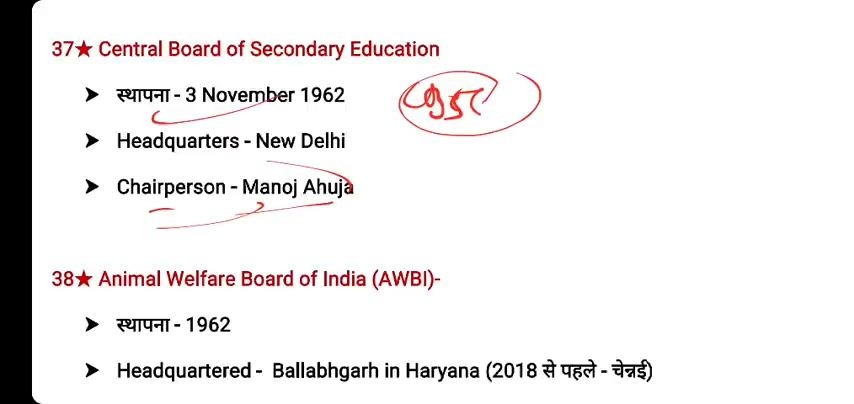 37★ Central Board of Secondary Education
➤ स्थापना - 3 November 1962
➤ Headquarters - New Delhi
➤ Chairperson - Manoj Ahuja
38★ Animal Welfare Board of India (AWBI)-
➤ स्थापना - 1962
➤ Headquartered - Ballabhgarh in Haryana (2018 से पहले - चेन्नई)